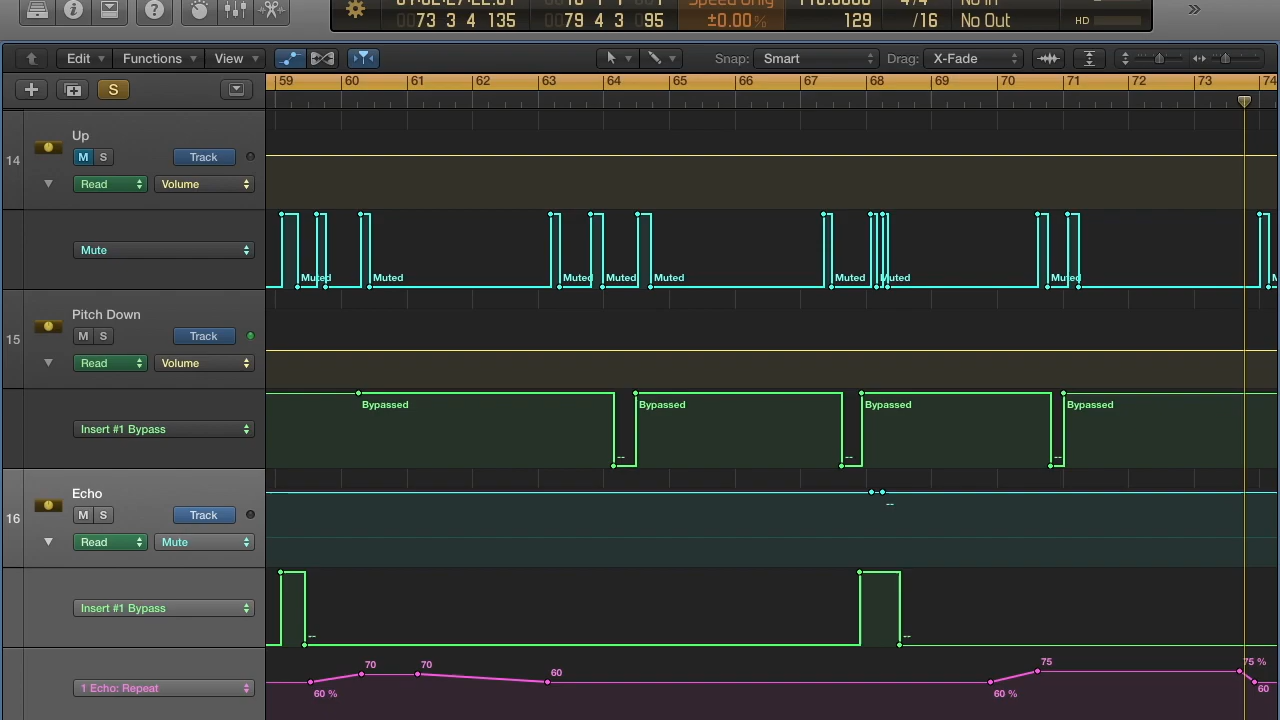 Speed Only
73 3 4 135
79 4 3 95
±0.00%
129
/16
No Out
HD
Edit
Functions
View
Snap: Smart
Drag: X-Fade
S
59 60 61 62 63 64 65 66 67 68 69 70 71 72 73 74
14
Up
M S Track
Read Volume
Mute
Muted Muted Muted Muted Muted Muted Muted Muted
15
Pitch Down
M S Track
Read Volume
Insert #1 Bypass
Bypassed Bypassed Bypassed Bypassed
-- -- --
16
Echo
M S Track
Read Mute
--
Insert #1 Bypass
-- --
1 Echo: Repeat
60 % 70 70 60 60 % 75 75 % 60